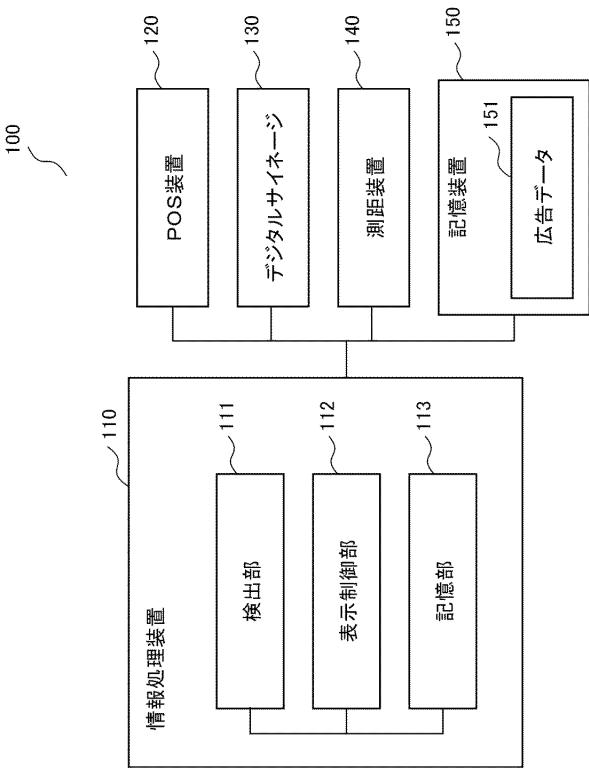 100
110
情報処理装置
検出部
111
表示制御部
112
記憶部
113
POS装置
120
デジタルサイネージ
130
測距装置
140
記憶装置
150
広告データ
151